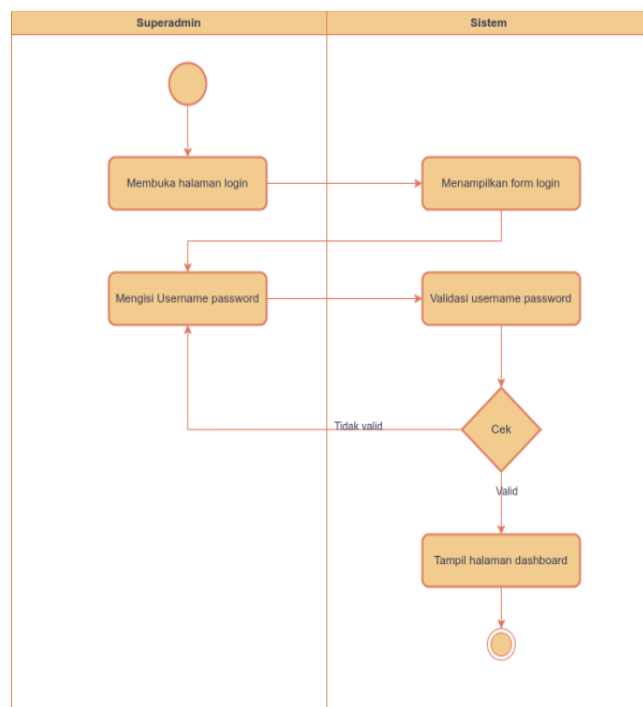 Superadmin
Sistem
Membuka halaman login
Menampilkan form login
Mengisi Username password
Validasi username password
Tidak valid
Cek
Valid
Tampil halaman dashboard